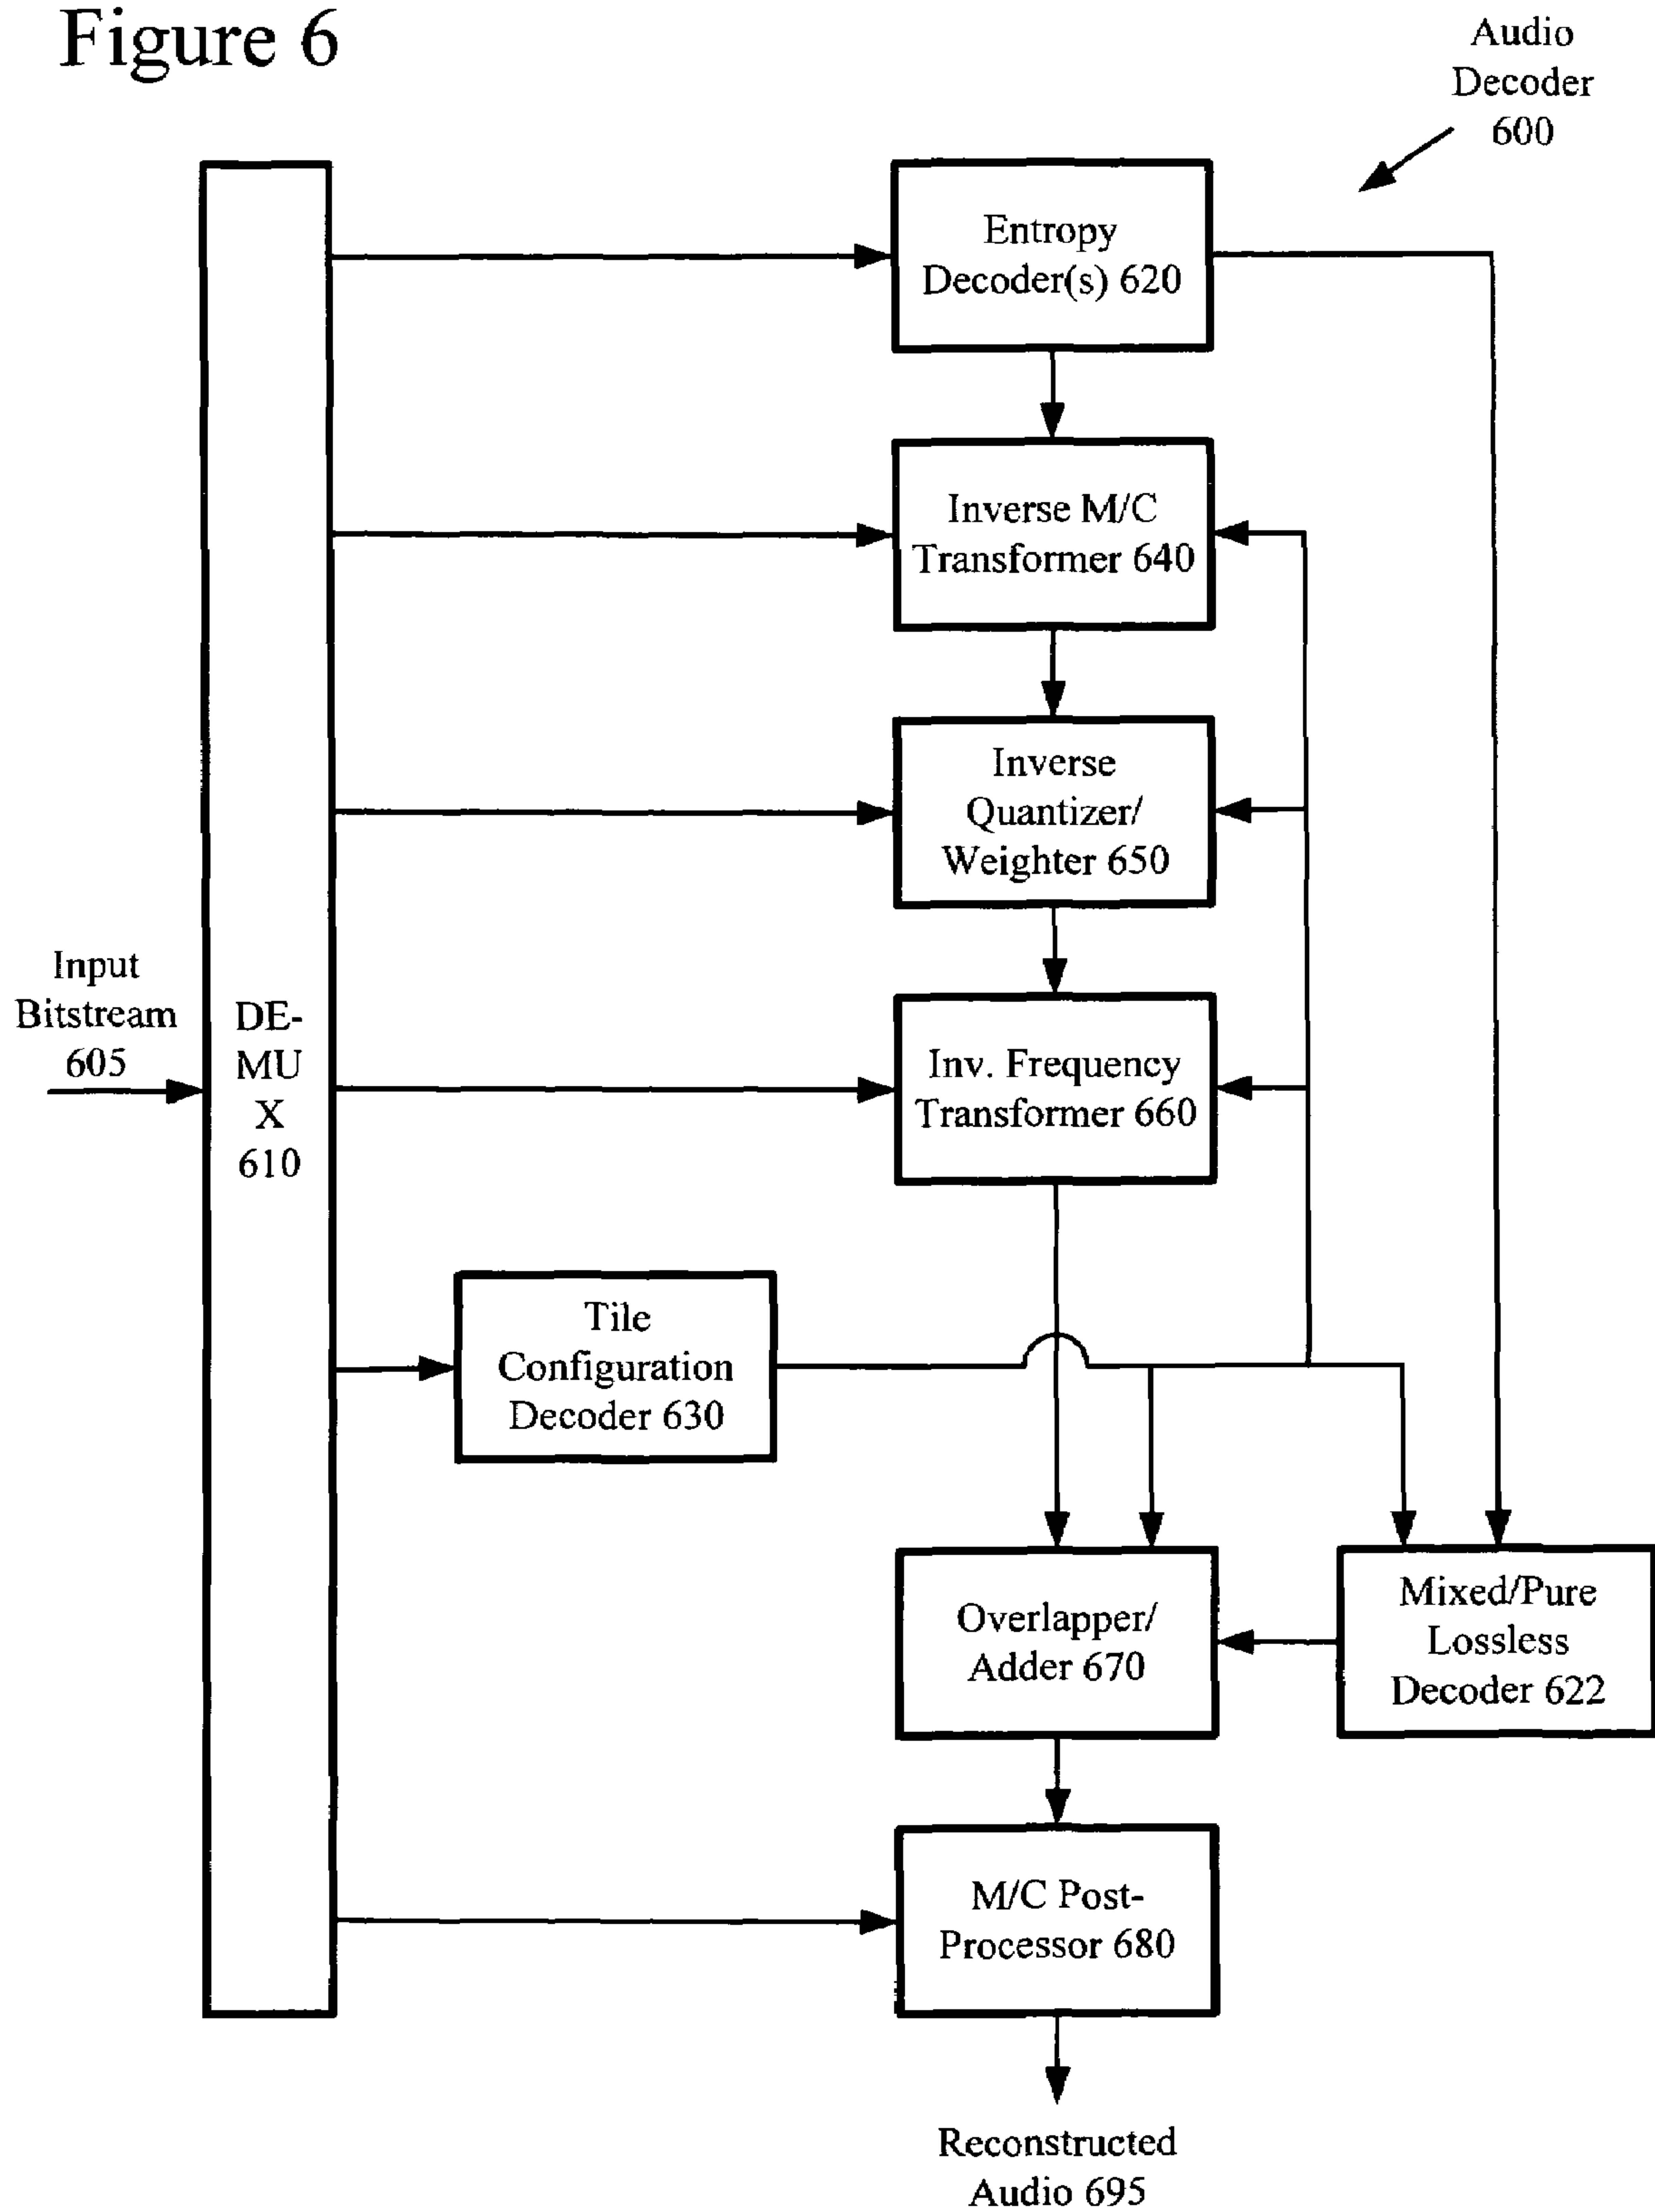 Figure 6
Audio
Decoder
600
Entropy
Decoder(s) 620
Inverse M/C
Transformer 640
Inverse
Quantizer/
Weighter 650
Input
Bitstream
605
DE-
MU
X
610
Inv. Frequency
Transformer 660
Tile
Configuration
Decoder 630
Overlapper/
Adder 670
Mixed/Pure
Lossless
Decoder 622
M/C Post-
Processor 680
Reconstructed
Audio 695